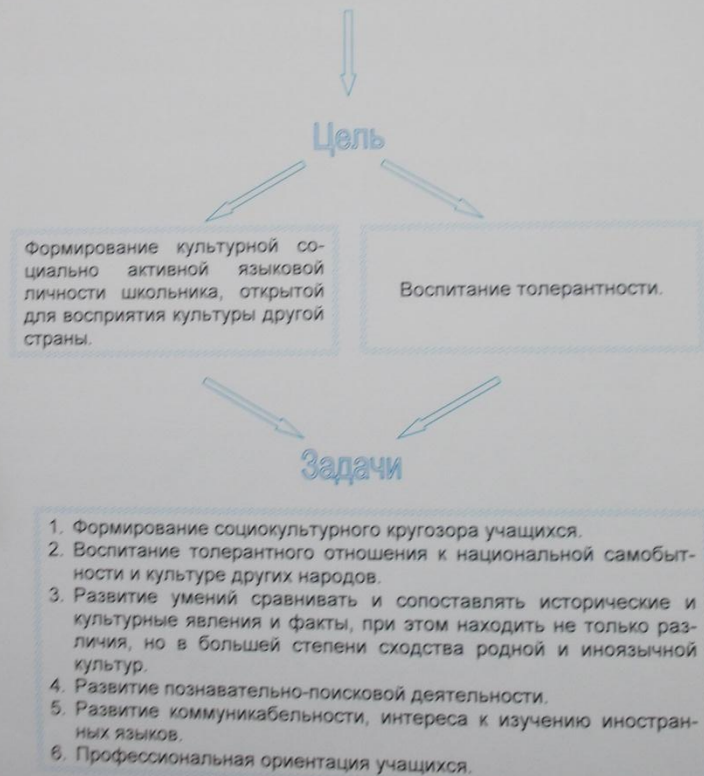 Цель
Формирование культурной со-
циально активной языковой
личности школьника, открытой
для восприятия культуры другой
страны.
Воспитание толерантности.
Задачи
1. Формирование социокультурного кругозора учащихся.
2. Воспитание толерантного отношения к национальной самобыт-
ности и культуре других народов.
3. Развитие умений сравнивать и сопоставлять исторические и
культурные явления и факты, при этом находить не только раз-
личия, но в большей степени сходства родной и иноязычной
культур.
4. Развитие познавательно-поисковой деятельности.
5. Развитие коммуникабельности, интереса к изучению иностран-
ных языков.
6. Профессиональная ориентация учащихся.